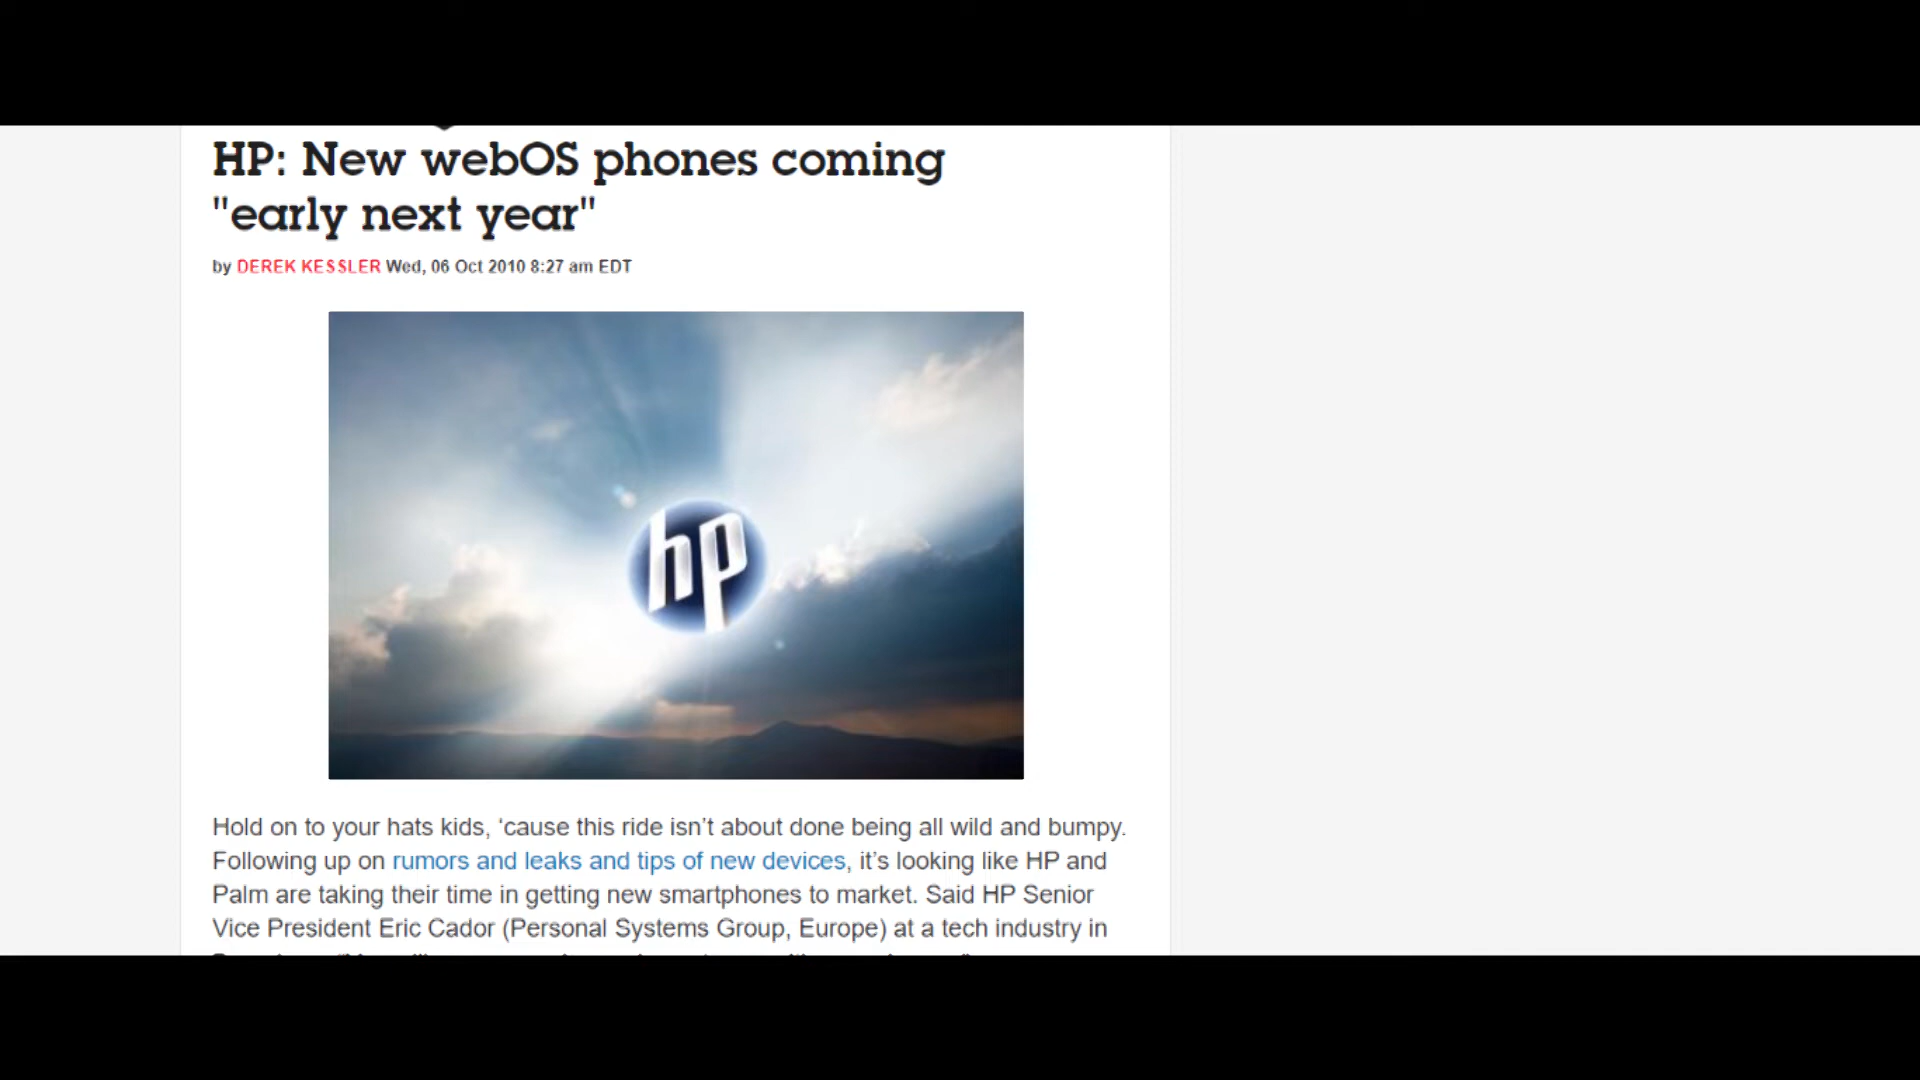 HP: New webOS phones coming
"early next year"
by DEREK KESSLER Wed, 06 Oct 2010 8:27 am EDT
hp
Hold on to your hats kids, ‘cause this ride isn’t about done being all wild and bumpy.
Following up on rumors and leaks and tips of new devices, it’s looking like HP and
Palm are taking their time in getting new smartphones to market. Said HP Senior
Vice President Eric Cador (Personal Systems Group, Europe) at a tech industry in